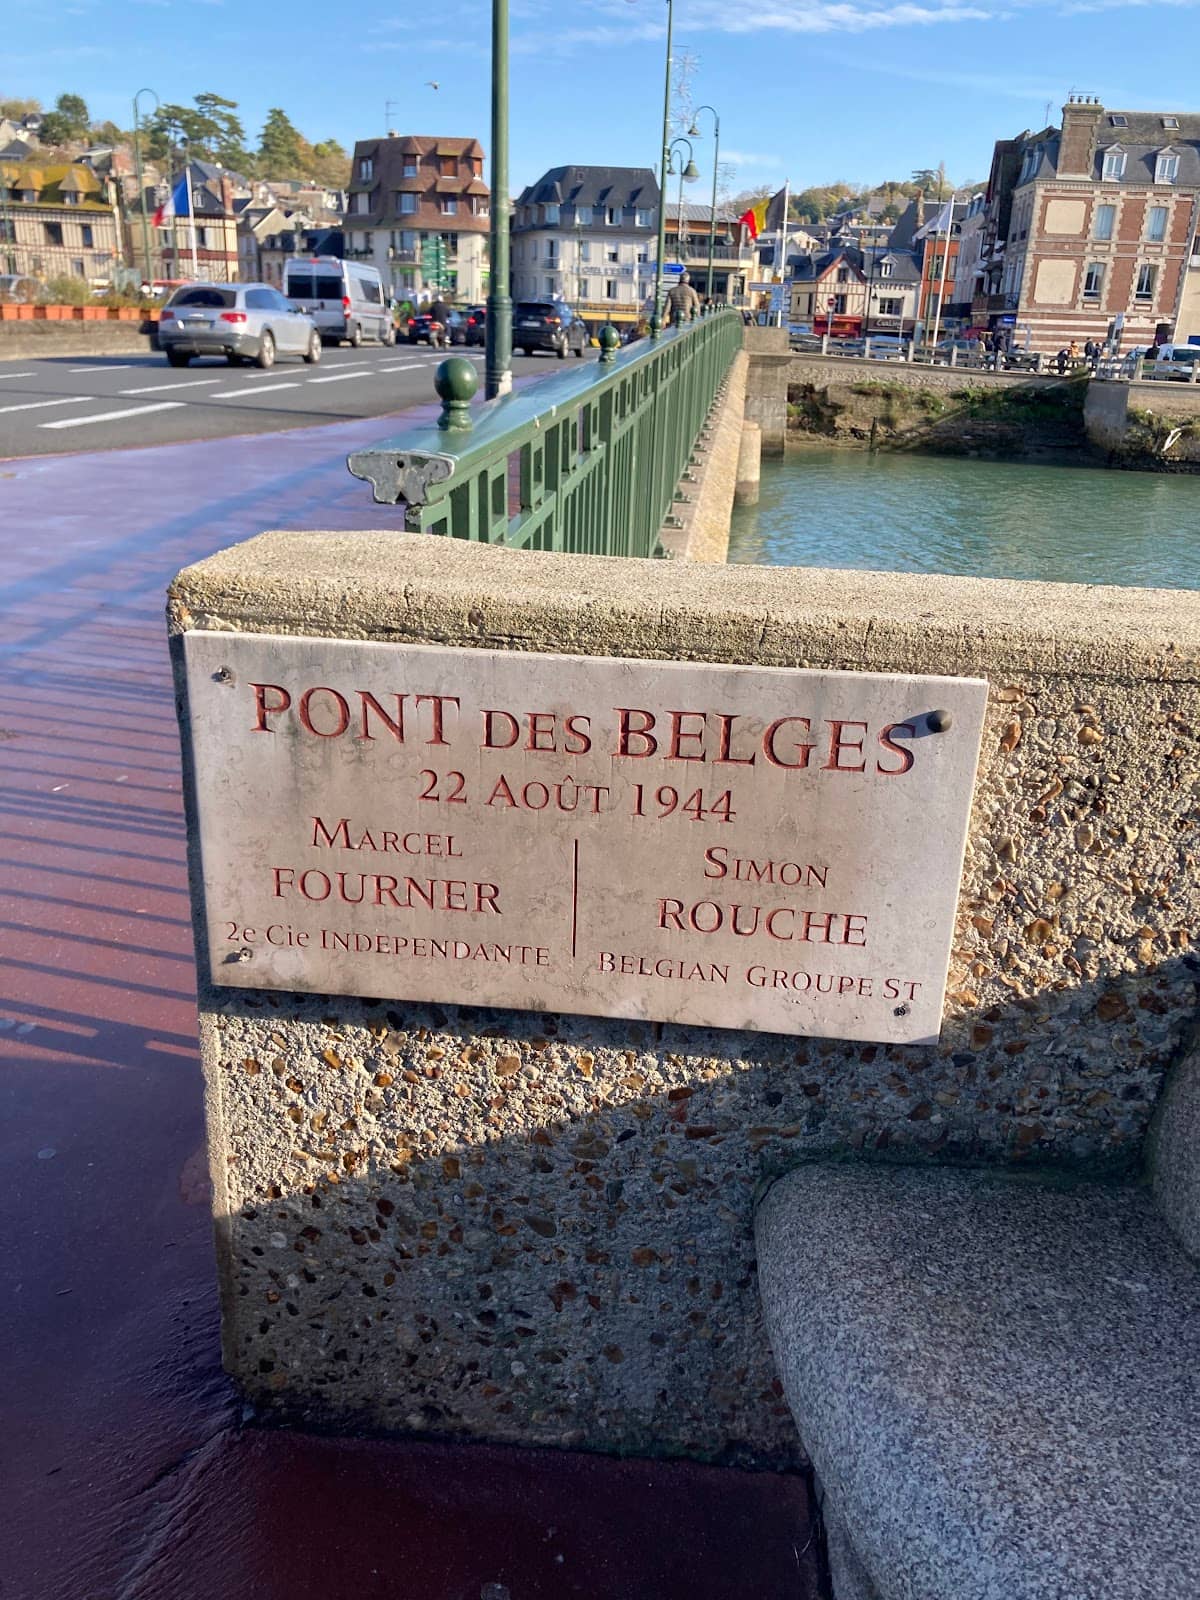 PONT DES BELGES
22 AOÛT 1944
MARCEL
FOURNER
2e Cie INDEPENDANTE
SIMON
ROUCHE
BELGIAN GROUPE ST